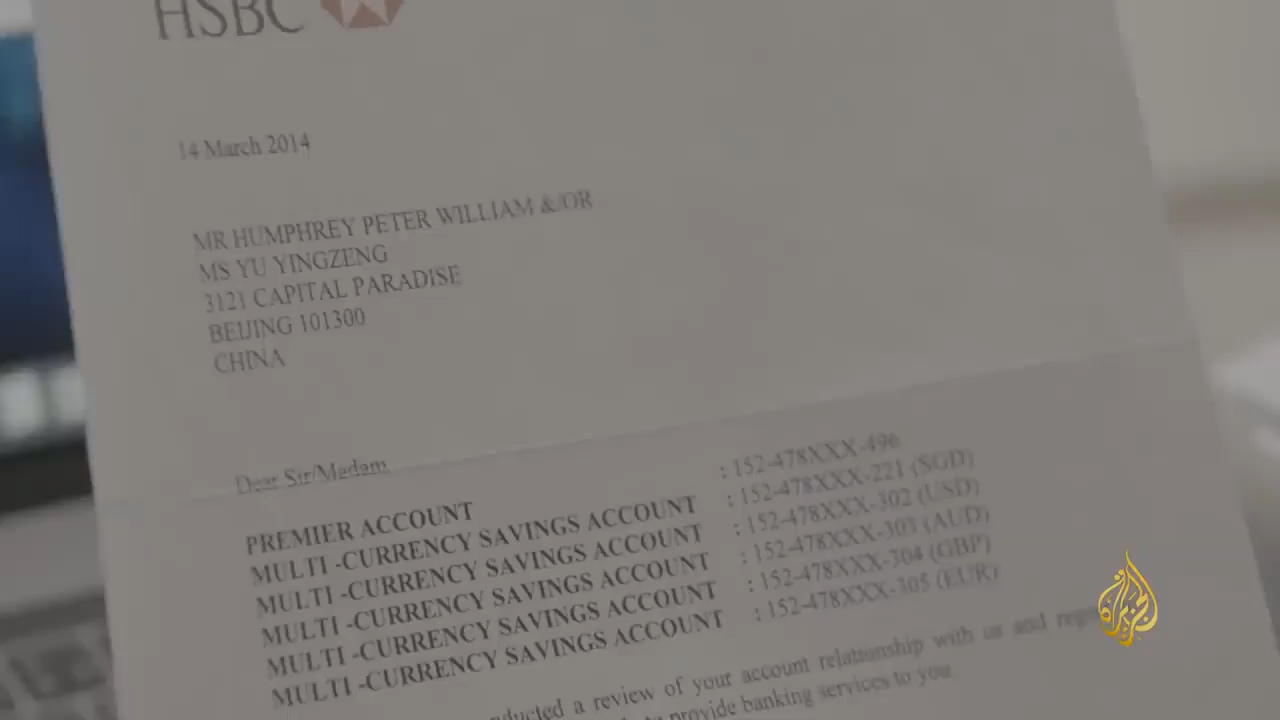 HSBC
14 March 2014
MR HUMPHREY PETER WILLIAM &/OR
MS YU YINGZENG
3121 CAPITAL PARADISE
BEIJING 101300
CHINA
Dear Sir/Madam
PREMIER ACCOUNT : 152-478XXX-496
MULTI -CURRENCY SAVINGS ACCOUNT : 152-478XXX-221 (SGD)
MULTI -CURRENCY SAVINGS ACCOUNT : 152-478XXX-302 (USD)
MULTI -CURRENCY SAVINGS ACCOUNT : 152-478XXX-303 (AUD)
MULTI -CURRENCY SAVINGS ACCOUNT : 152-478XXX-304 (GBP)
MULTI -CURRENCY SAVINGS ACCOUNT : 152-478XXX-305 (EUR)
a review of your account relationship with us and
provide banking services to you.
الجزيرة